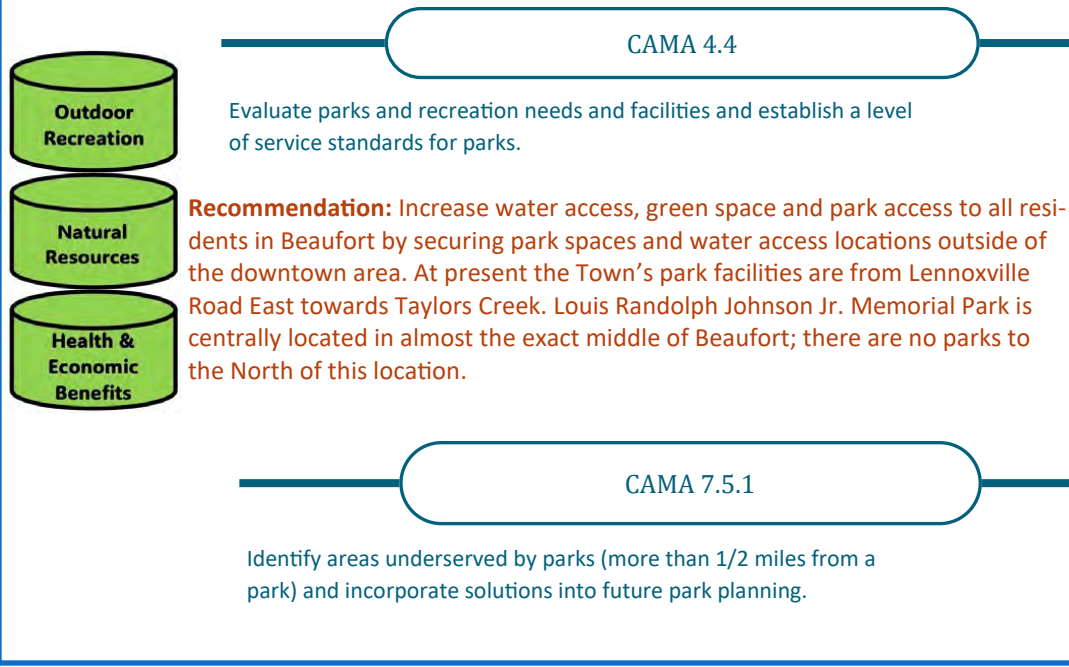 CAMA 4.4
Evaluate parks and recreation needs and facilities and establish a level
of service standards for parks.
Outdoor
Recreation
Natural
Resources
Health &
Economic
Benefits
Recommendation: Increase water access, green space and park access to all resi-
dents in Beaufort by securing park spaces and water access locations outside of
the downtown area. At present the Town’s park facilities are from Lennoxville
Road East towards Taylors Creek. Louis Randolph Johnson Jr. Memorial Park is
centrally located in almost the exact middle of Beaufort; there are no parks to
the North of this location.
CAMA 7.5.1
Identify areas underserved by parks (more than 1/2 miles from a
park) and incorporate solutions into future park planning.